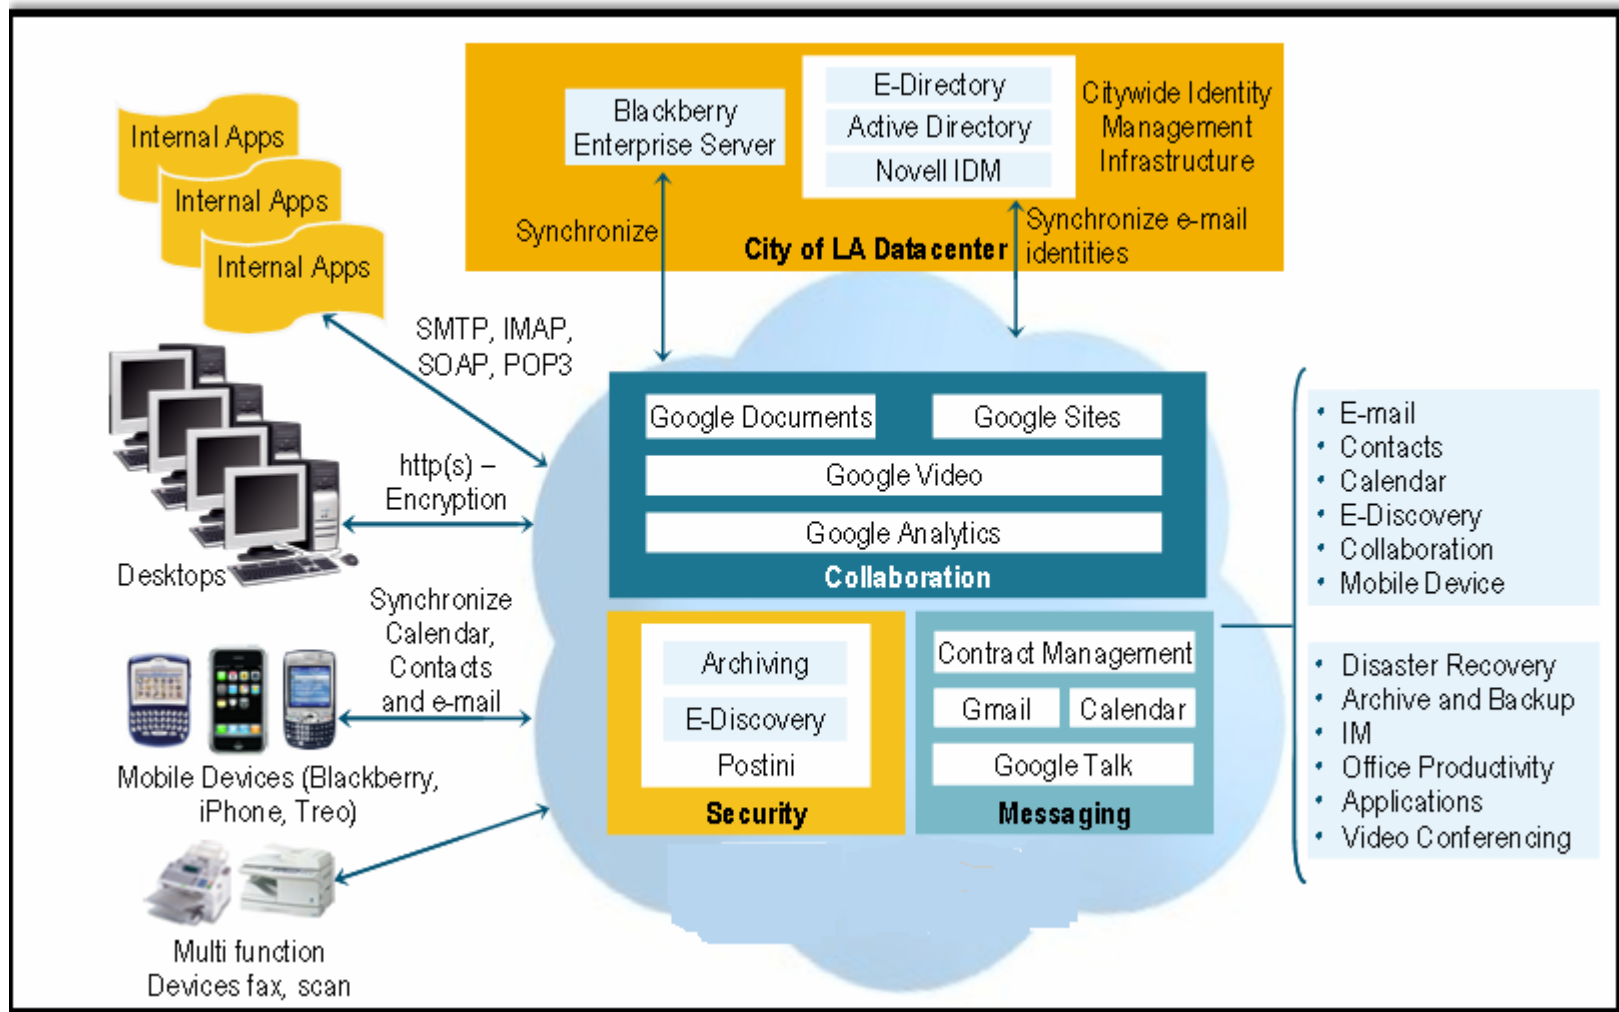 E-Directory
Active Directory
Novell IDM
Citywide Identity
Management
Infrastructure
Blackberry
Enterprise Server
Synchronize
Synchronize e-mail
identities
City of LA Datacenter
Internal Apps
Internal Apps
Internal Apps
SMTP, IMAP,
SOAP, POP3
http(s) –
Encryption
Desktops
Synchronize
Calendar,
Contacts
and e-mail
Mobile Devices (Blackberry,
iPhone, Treo)
Multi function
Devices fax, scan
Google Documents
Google Sites
Google Video
Google Analytics
Collaboration
Archiving
E-Discovery
Postini
Security
Contract Management
Gmail
Calendar
Google Talk
Messaging
• E-mail
• Contacts
• Calendar
• E-Discovery
• Collaboration
• Mobile Device
• Disaster Recovery
• Archive and Backup
• IM
• Office Productivity
• Applications
• Video Conferencing